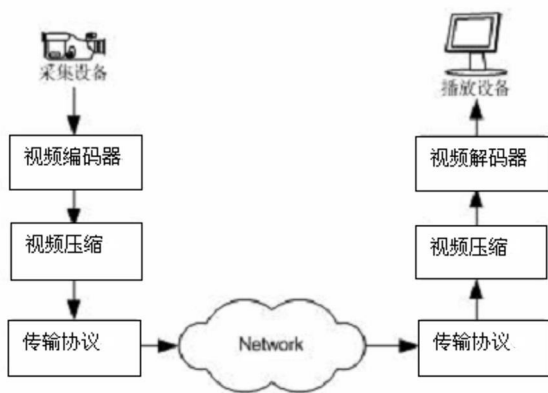 采集设备
播放设备
视频编码器
视频解码器
视频压缩
视频压缩
传输协议
Network
传输协议